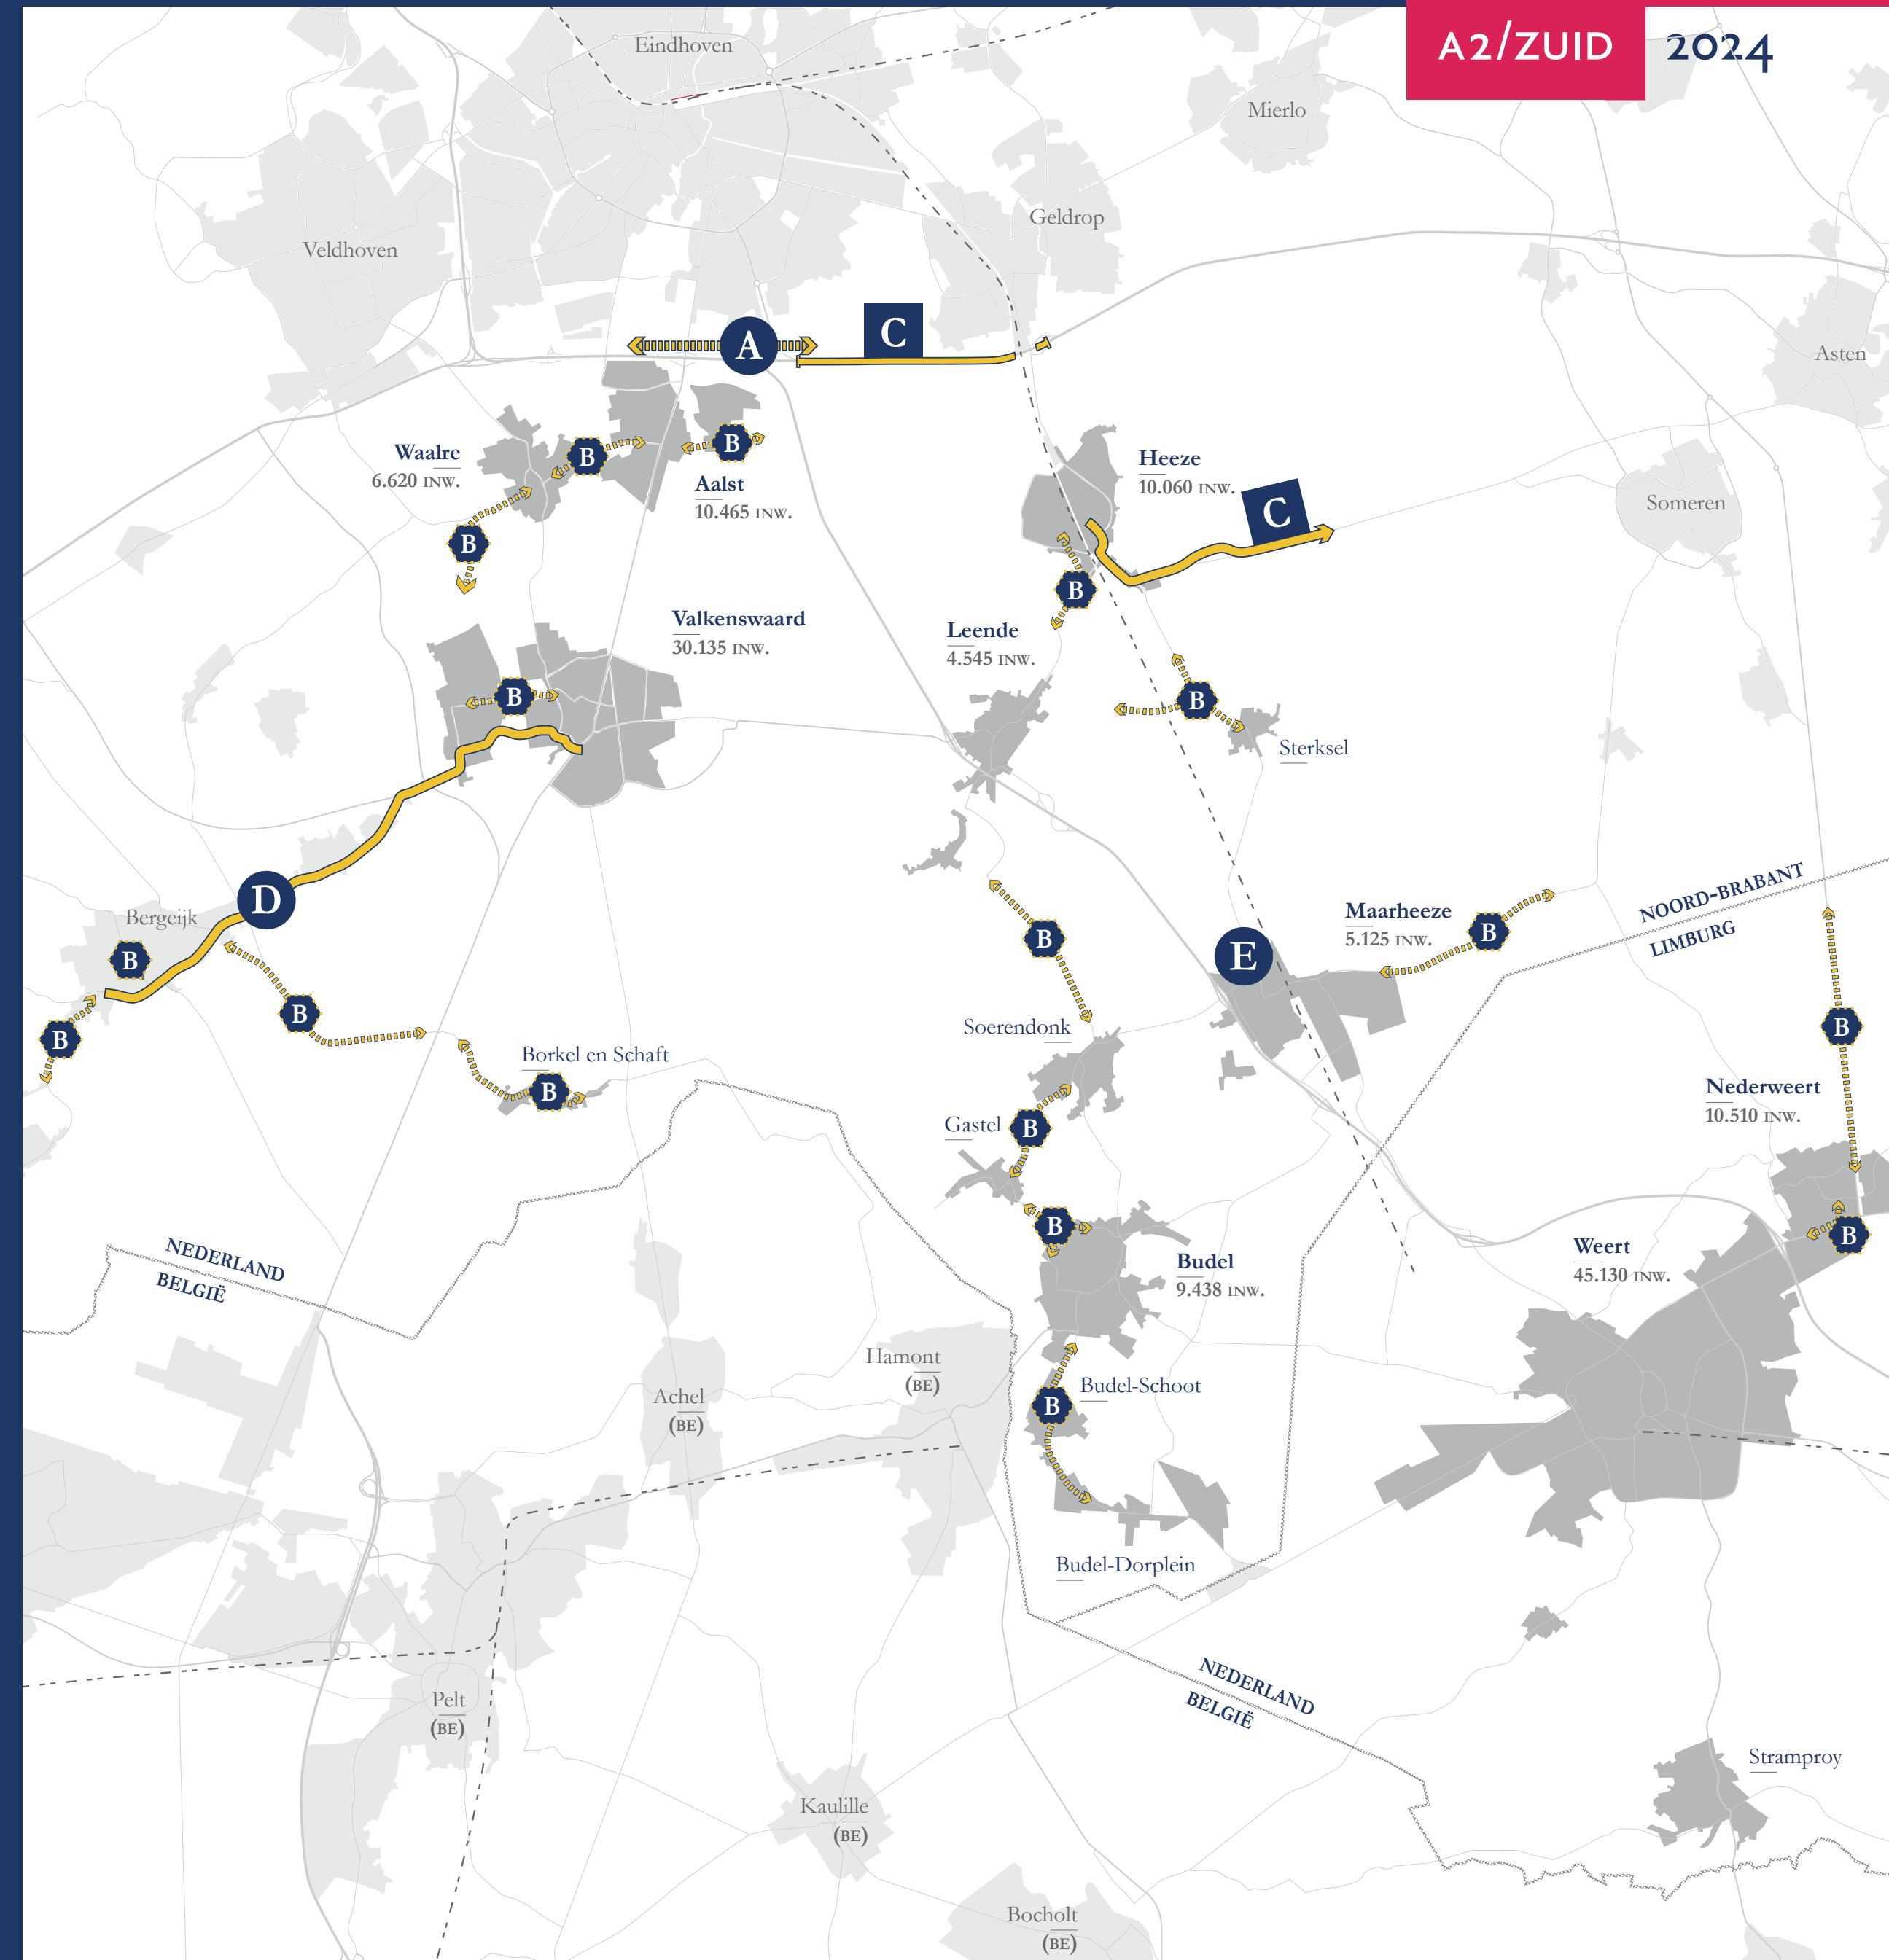 A2/ZUID 2024
Eindhoven
Mierlo
Geldrop
Veldhoven
A
C
Asten
Waalre
6.620 INW.
B
B
Aalst
10.465 INW.
B
Heeze
10.060 INW.
C
Someren
B
Valkenswaard
30.135 INW.
B
Leende
4.545 INW.
B
Sterksel
D
Bergeijk
B
B
B
Borkel en Schaft
B
B
E
Maarheeze
5.125 INW.
B
NOORD-BRABANT
LIMBURG
Soerendonk
Gastel
B
B
Nederweert
10.510 INW.
B
B
Budel
9.438 INW.
Weert
45.130 INW.
NEDERLAND
BELGIË
Hamont
(BE)
Achel
(BE)
B
Budel-Schoot
Budel-Dorplein
Pelt
(BE)
NEDERLAND
BELGIË
Stramproy
Kaulille
(BE)
Bocholt
(BE)